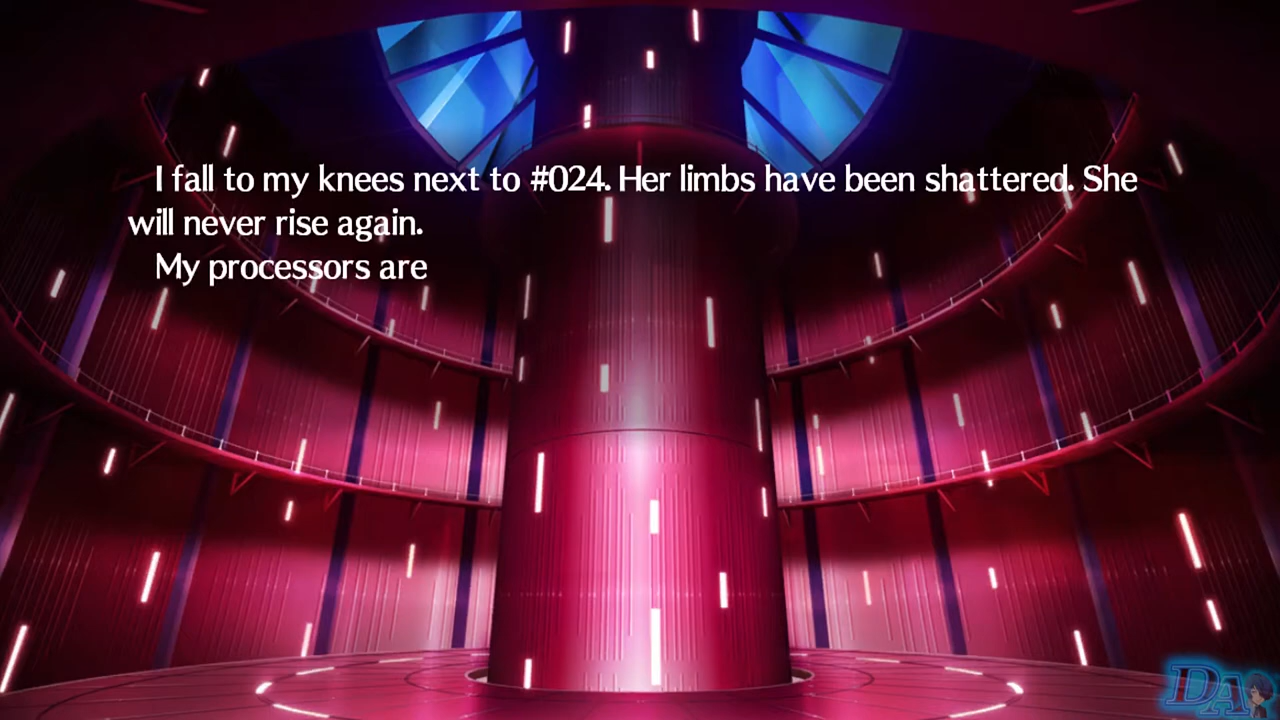 I fall to my knees next to #024. Her limbs have been shattered. She
will never rise again.
My processors are
DA